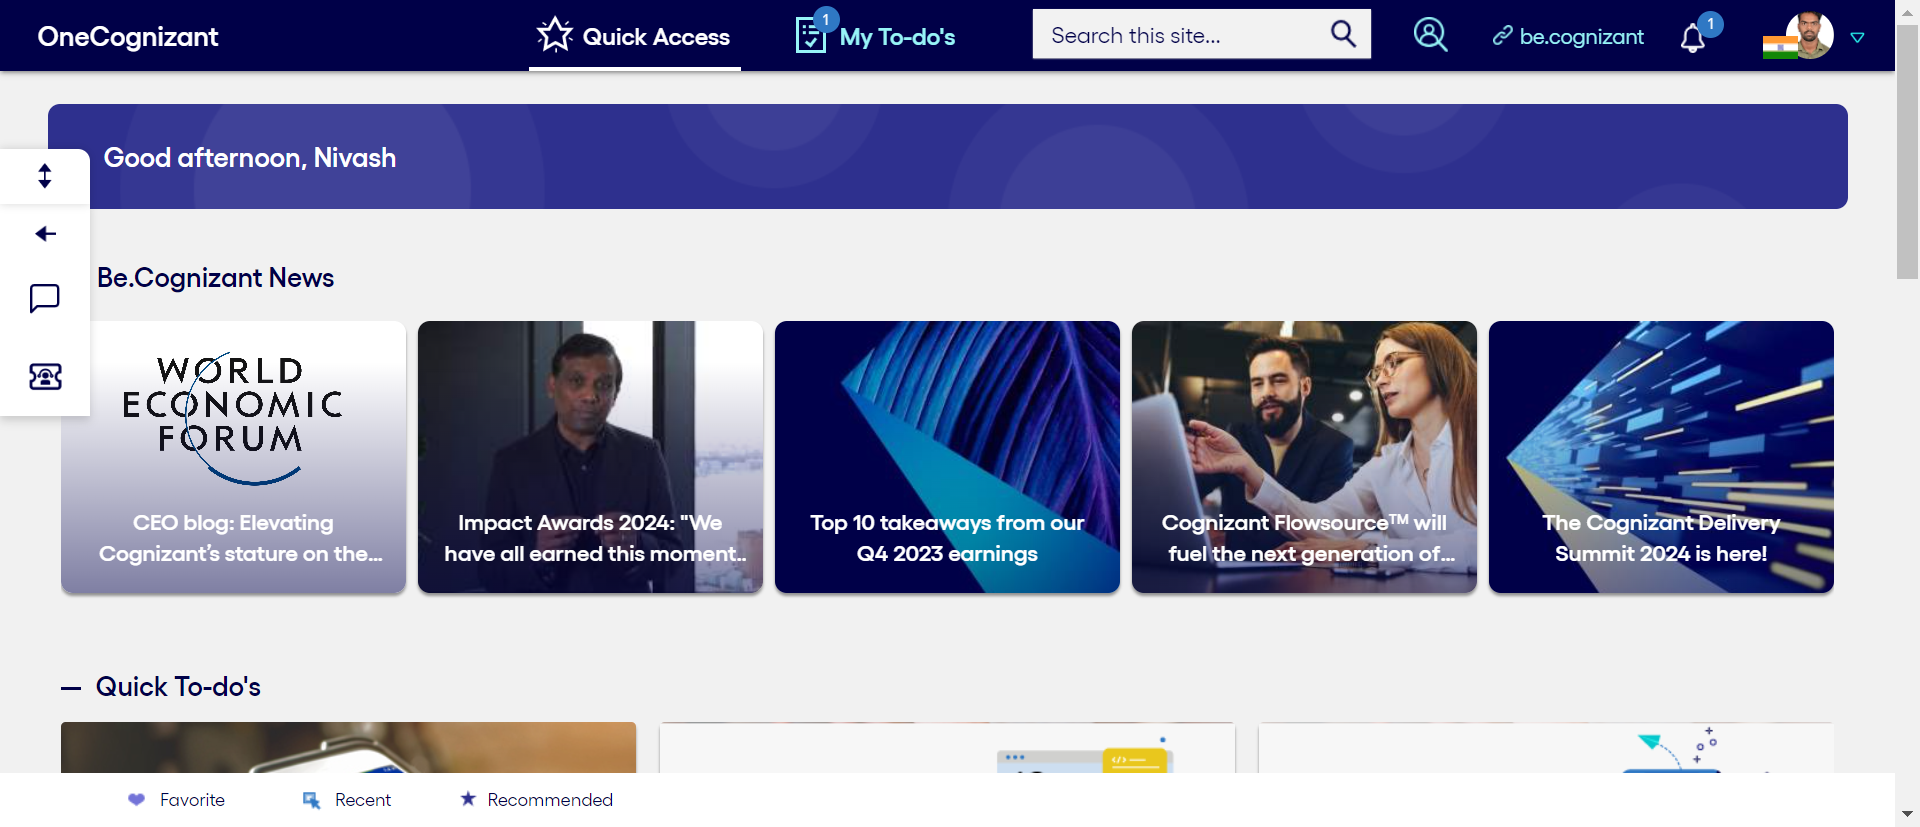 OneCognizant
Quick Access
1
My To-do's
Search this site...
be.cognizant
1
Good afternoon, Nivash
Be.Cognizant News
WORLD
ECONOMIC
FORUM
CEO blog: Elevating
Cognizant’s stature on the...
Impact Awards 2024: "We
have all earned this moment..
Top 10 takeaways from our
Q4 2023 earnings
Cognizant Flowsource™ will
fuel the next generation of...
The Cognizant Delivery
Summit 2024 is here!
Quick To-do's
Favorite
Recent
Recommended